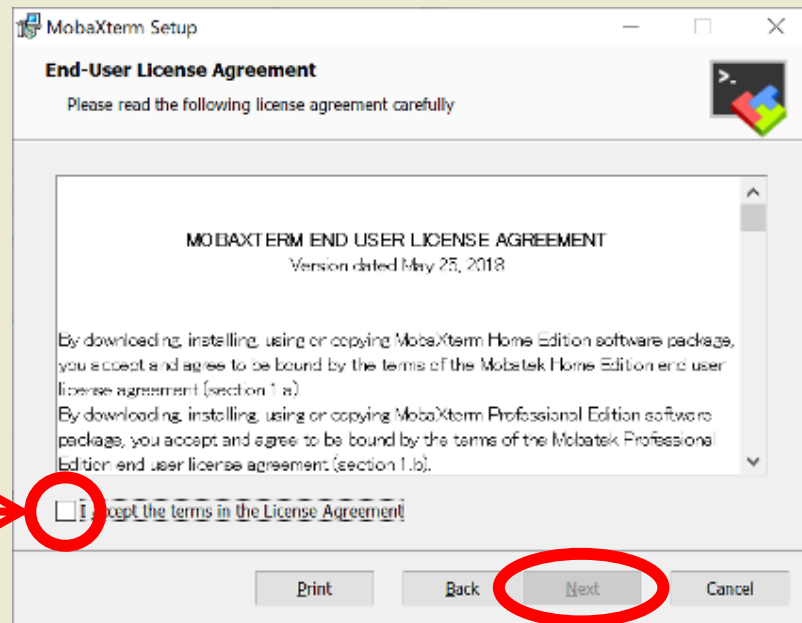 MobaXterm Setup
End-User License Agreement
Please read the following license agreement carefully
>_
MOBAXTERM END USER LICENSE AGREEMENT
Version dated May 25, 2018
By downloading, installing, using or copying MobaXterm Home Edition software package,
you accept and agree to be bound by the terms of the Mobatek Home Edition end user
license agreement (section 1.a).
By downloading, installing, using or copying MobaXterm Professional Edition software
package, you accept and agree to be bound by the terms of the Mobatek Professional
Edition end user license agreement (section 1.b).
I accept the terms in the License Agreement
Print Back Next Cancel